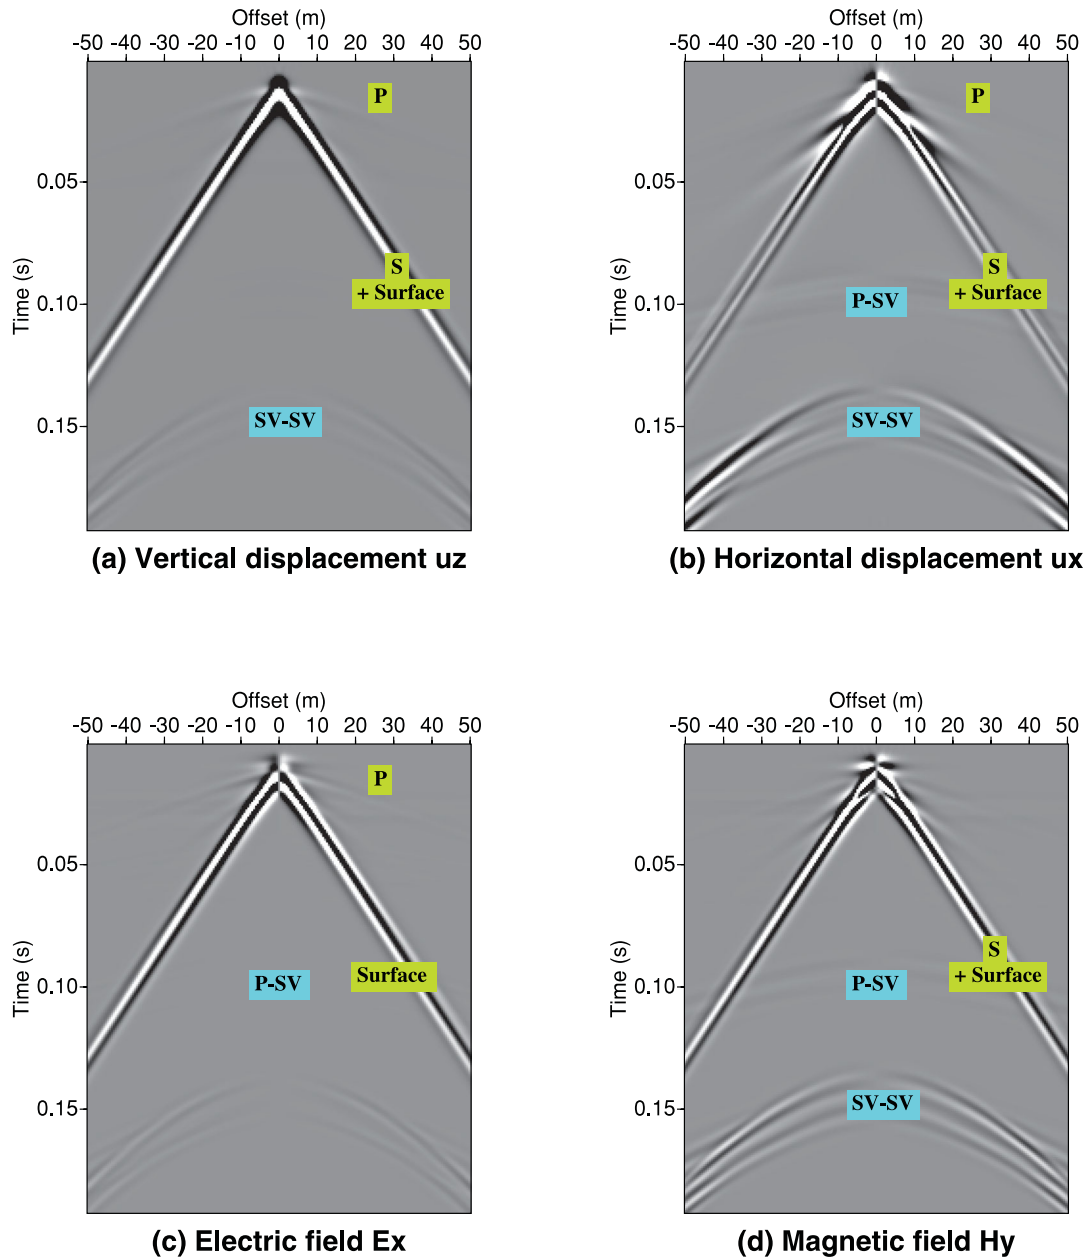 Offset (m)
-50 -40 -30 -20 -10 0 10 20 30 40 50
P
0.05
Time (s)
S
+ Surface
0.10
SV-SV
0.15
(a) Vertical displacement uz
Offset (m)
-50 -40 -30 -20 -10 0 10 20 30 40 50
P
0.05
Time (s)
S
+ Surface
P-SV
0.10
SV-SV
0.15
(b) Horizontal displacement ux
Offset (m)
-50 -40 -30 -20 -10 0 10 20 30 40 50
P
0.05
Time (s)
P-SV
Surface
0.10
0.15
(c) Electric field Ex
Offset (m)
-50 -40 -30 -20 -10 0 10 20 30 40 50
0.05
Time (s)
S
+ Surface
P-SV
0.10
SV-SV
0.15
(d) Magnetic field Hy